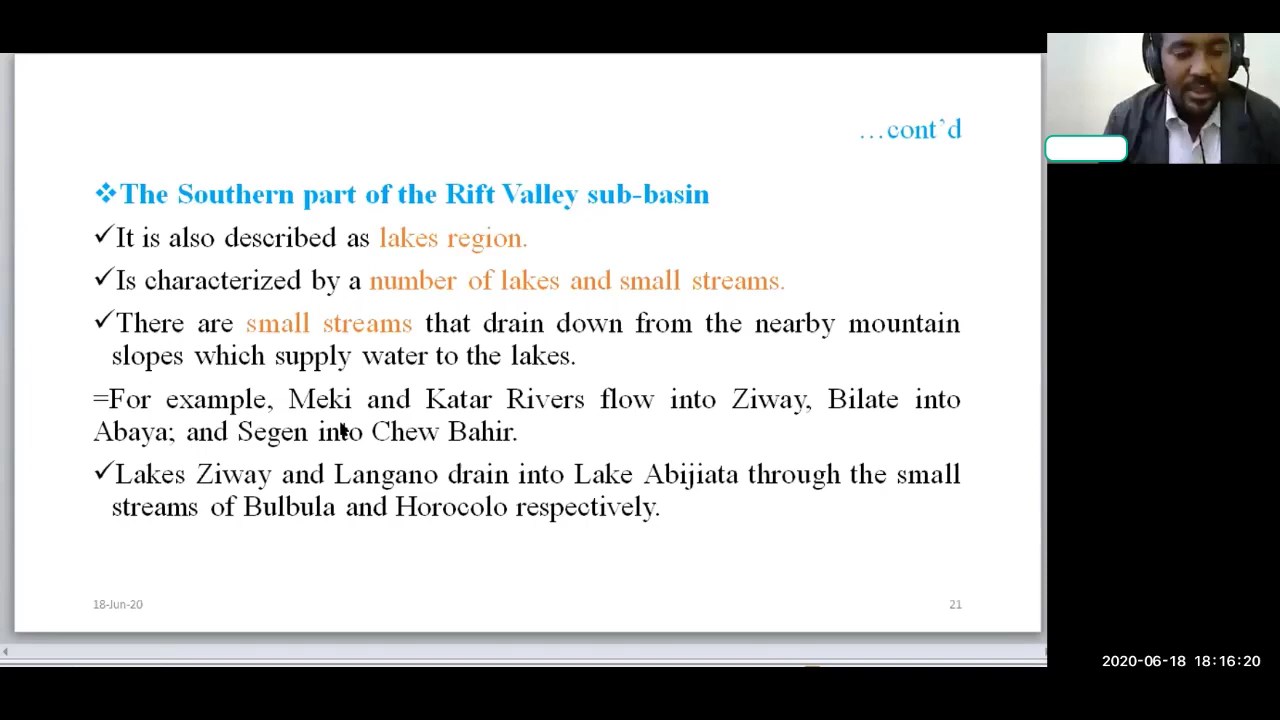 …cont’d
❖The Southern part of the Rift Valley sub-basin
✓It is also described as lakes region.
✓Is characterized by a number of lakes and small streams.
✓There are small streams that drain down from the nearby mountain
slopes which supply water to the lakes.
=For example, Meki and Katar Rivers flow into Ziway, Bilate into
Abaya; and Segen into Chew Bahir.
✓Lakes Ziway and Langano drain into Lake Abijiata through the small
streams of Bulbula and Horocolo respectively.
18-Jun-20
21
2020-06-18 18:16:20